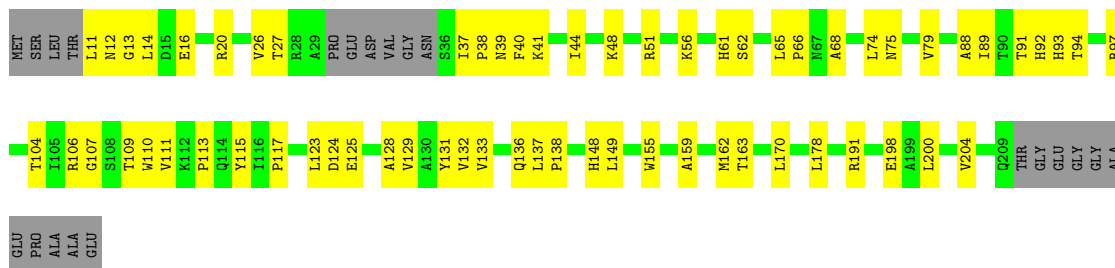 MET SER LEU THR L11 N12 G13 L14 D15 E16 R20 V26 T27 R28 A29 PRO GLU ASP VAL GLY ASN S36 I37 P38 N39 F40 K41 I44 K48 R51 K56 H61 S62 L65 P66 N67 A68 L74 N75 V79 A88 I89 T90 T91 H92 H93 T94
T104 I105 R106 G107 S108 T109 W110 V111 K112 P113 Q114 Y115 I116 P117 L123 D124 E125 A128 V129 A130 Y131 V132 V133 Q136 L137 P138 H148 L149 W155 A159 M162 T163 L170 L178 R191 E198 A199 L200 V204 Q209 THR GLY GLU GLY GLY ALA
GLU PRO ALA ALA GLU